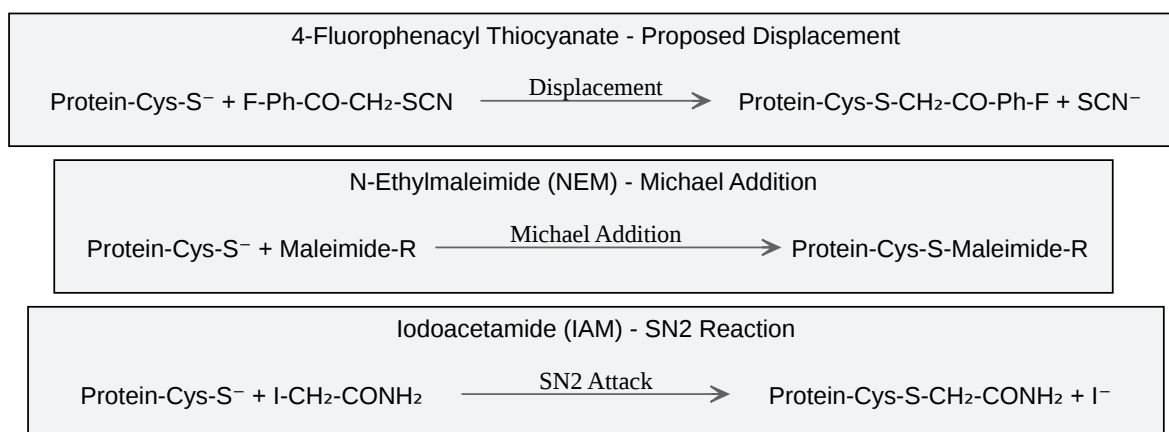 4-Fluorophenacyl Thiocyanate - Proposed Displacement
Protein-Cys-S⁻ + F-Ph-CO-CH₂-SCN Displacement Protein-Cys-S-CH₂-CO-Ph-F + SCN⁻
N-Ethylmaleimide (NEM) - Michael Addition
Protein-Cys-S⁻ + Maleimide-R Michael Addition Protein-Cys-S-Maleimide-R
Iodoacetamide (IAM) - SN2 Reaction
Protein-Cys-S⁻ + I-CH₂-CONH₂ SN2 Attack Protein-Cys-S-CH₂-CONH₂ + I⁻